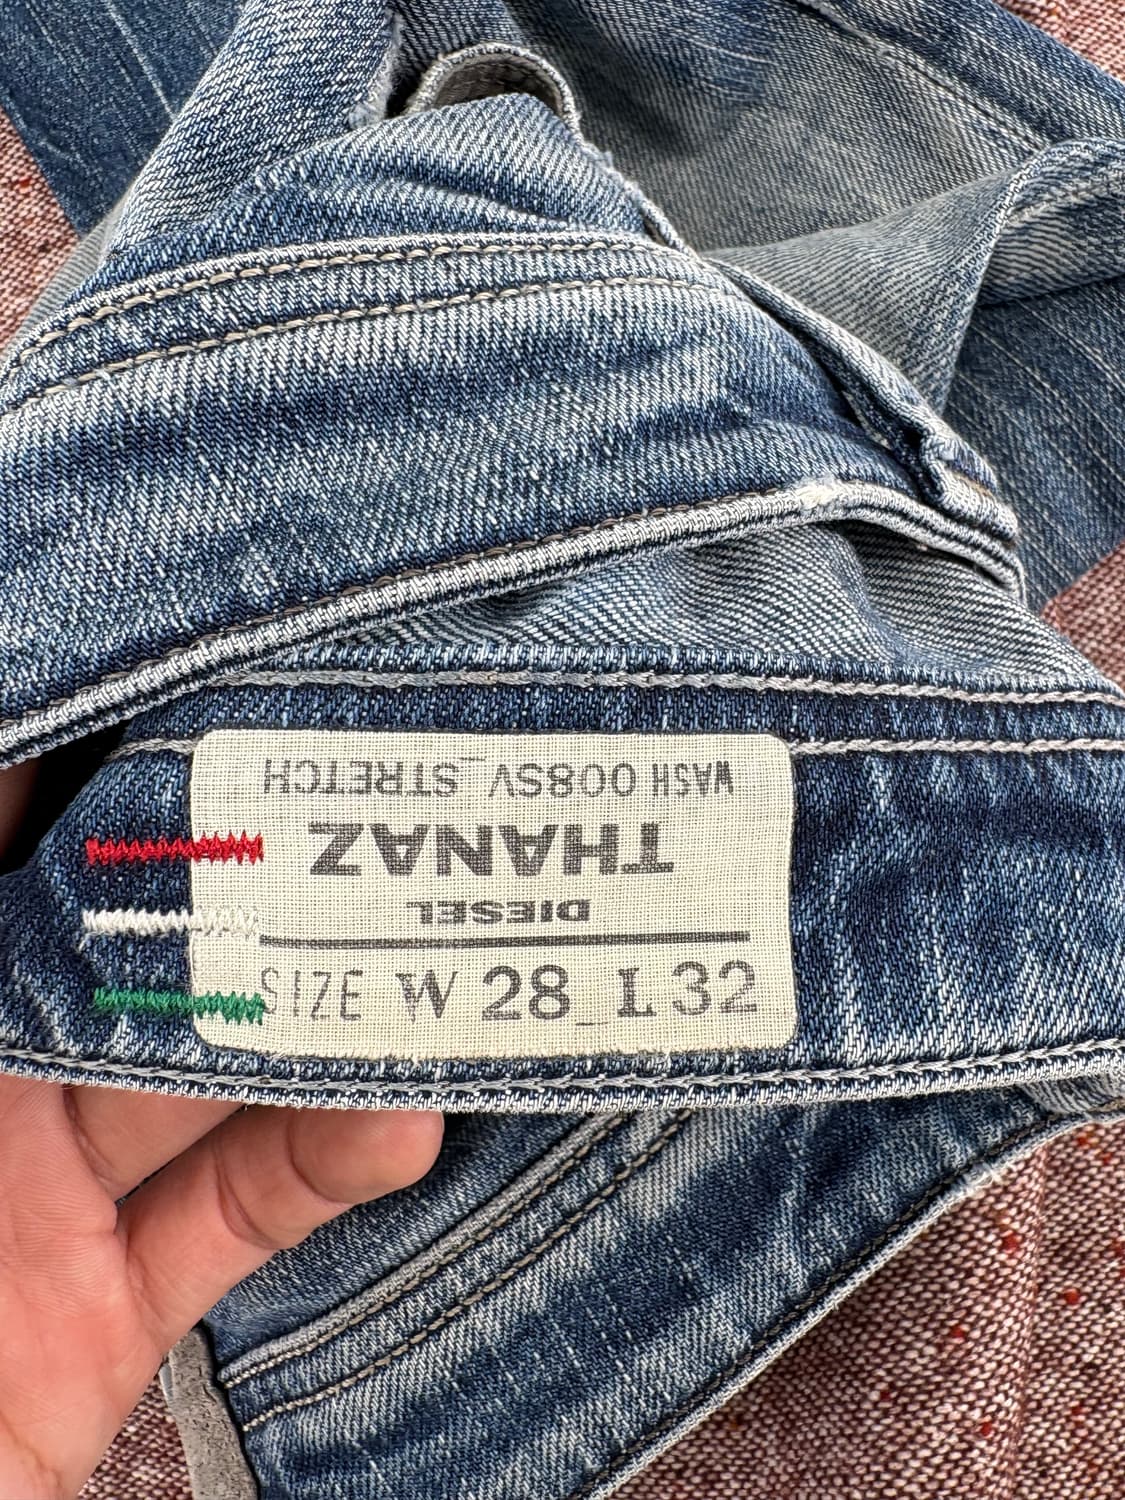 WASH 008SV_STRETCH
THANAZ
DIESEL
SIZE W 28_L32